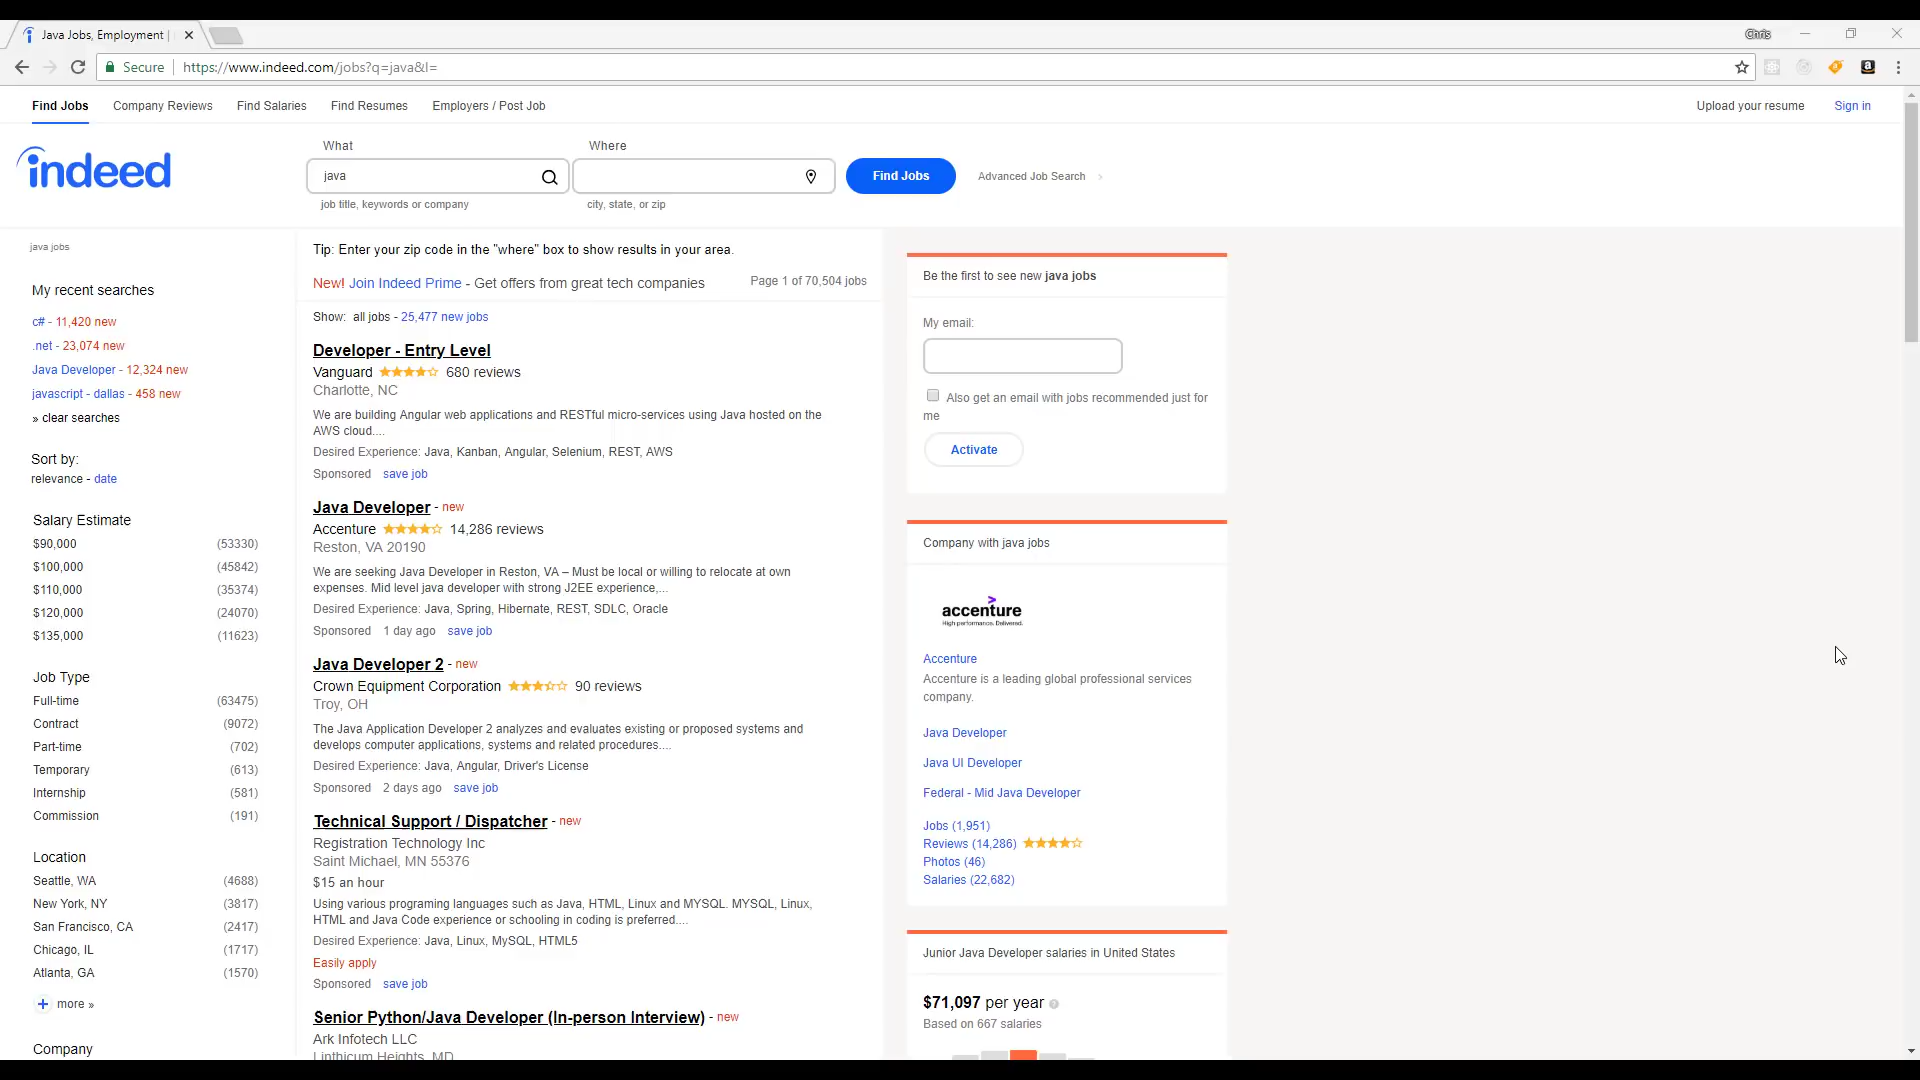 Java Jobs, Employment |
Chris
Secure
https://www.indeed.com/jobs?q=java&l=
Find Jobs
Company Reviews
Find Salaries
Find Resumes
Employers / Post Job
Upload your resume
Sign in
indeed
What
Where
java
Find Jobs
Advanced Job Search
job title, keywords or company
city, state, or zip
java jobs
My recent searches
c# - 11,420 new
.net - 23,074 new
Java Developer - 12,324 new
javascript - dallas - 458 new
» clear searches
Sort by:
relevance - date
Salary Estimate
$90,000 (53330)
$100,000 (45842)
$110,000 (35374)
$120,000 (24070)
$135,000 (11623)
Job Type
Full-time (63475)
Contract (9072)
Part-time (702)
Temporary (613)
Internship (581)
Commission (191)
Location
Seattle, WA (4688)
New York, NY (3817)
San Francisco, CA (2417)
Chicago, IL (1717)
Atlanta, GA (1570)
+ more »
Company
Tip: Enter your zip code in the "where" box to show results in your area.
New! Join Indeed Prime - Get offers from great tech companies
Page 1 of 70,504 jobs
Show: all jobs - 25,477 new jobs
Developer - Entry Level
Vanguard 680 reviews
Charlotte, NC
We are building Angular web applications and RESTful micro-services using Java hosted on the
AWS cloud....
Desired Experience: Java, Kanban, Angular, Selenium, REST, AWS
Sponsored save job
Java Developer - new
Accenture 14,286 reviews
Reston, VA 20190
We are seeking Java Developer in Reston, VA – Must be local or willing to relocate at own
expenses. Mid level java developer with strong J2EE experience,...
Desired Experience: Java, Spring, Hibernate, REST, SDLC, Oracle
Sponsored 1 day ago save job
Java Developer 2 - new
Crown Equipment Corporation 90 reviews
Troy, OH
The Java Application Developer 2 analyzes and evaluates existing or proposed systems and
develops computer applications, systems and related procedures....
Desired Experience: Java, Angular, Driver's License
Sponsored 2 days ago save job
Technical Support / Dispatcher - new
Registration Technology Inc
Saint Michael, MN 55376
$15 an hour
Using various programing languages such as Java, HTML, Linux and MYSQL. MYSQL, Linux,
HTML and Java Code experience or schooling in coding is preferred....
Desired Experience: Java, Linux, MySQL, HTML5
Easily apply
Sponsored save job
Senior Python/Java Developer (In-person Interview) - new
Ark Infotech LLC
Linthicum Heights, MD
Be the first to see new java jobs
My email:
Also get an email with jobs recommended just for
me
Activate
Company with java jobs
accenture
High performance. Delivered.
Accenture
Accenture is a leading global professional services
company.
Java Developer
Java UI Developer
Federal - Mid Java Developer
Jobs (1,951)
Reviews (14,286)
Photos (46)
Salaries (22,682)
Junior Java Developer salaries in United States
$71,097 per year
Based on 667 salaries